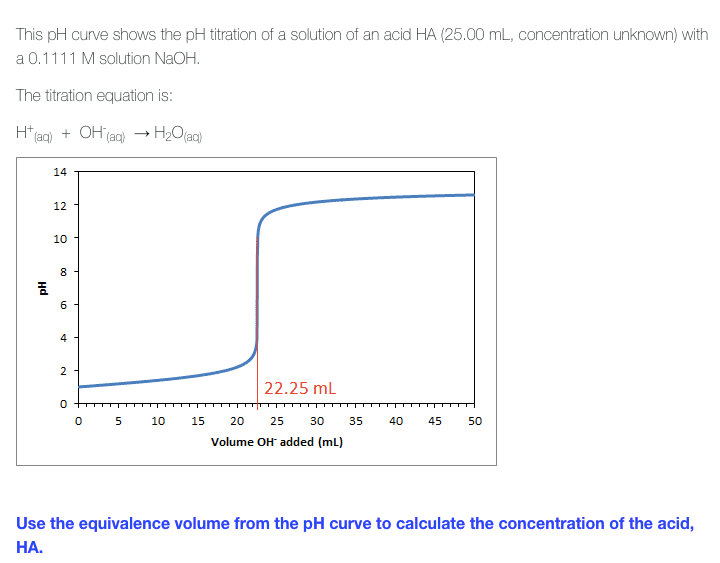 This pH curve shows the pH titration of a solution of an acid HA (25.00 mL, concentration unknown) with
a 0.1111 M solution NaOH.
The titration equation is:
H⁺(aq) + OH⁻(aq) → H₂O(aq)
14
12
10
8
6
4
2
0
pH
22.25 mL
0 5 10 15 20 25 30 35 40 45 50
Volume OH⁻ added (mL)
Use the equivalence volume from the pH curve to calculate the concentration of the acid,
HA.